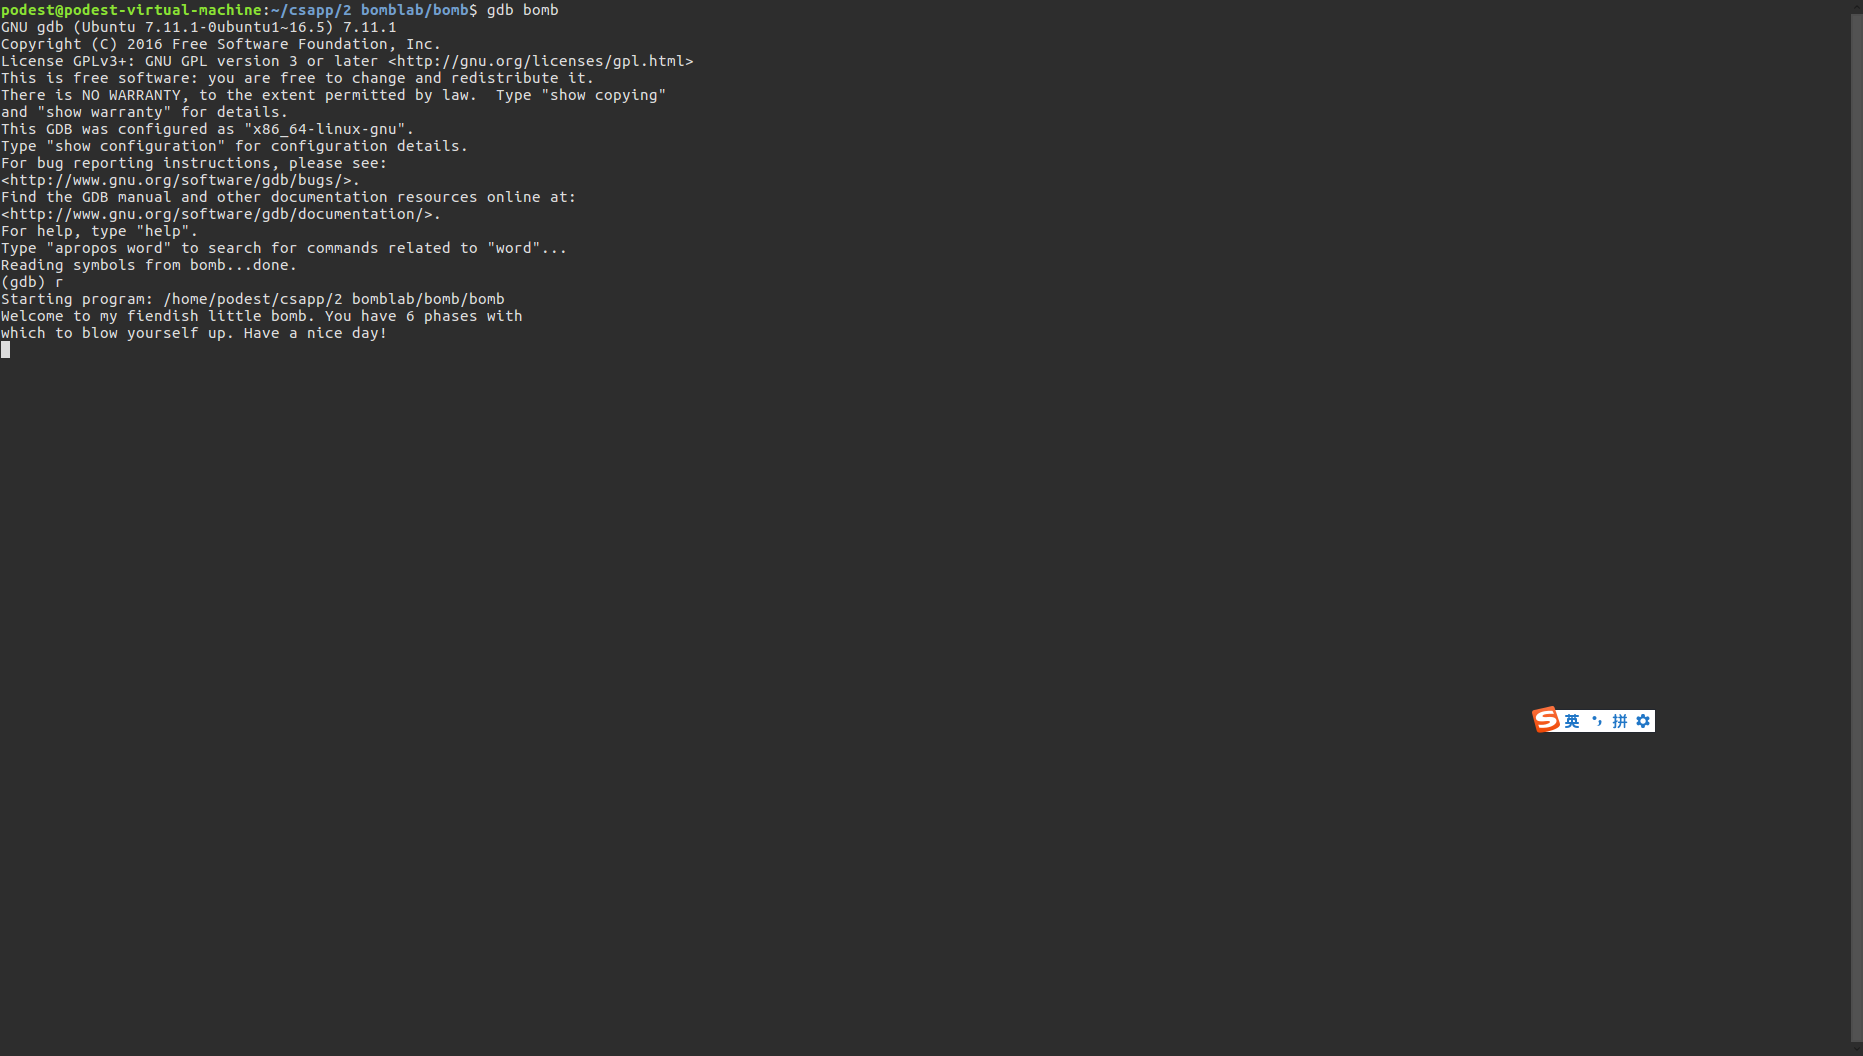 podest@podest-virtual-machine:~/csapp/2 bomblab/bomb$ gdb bomb
GNU gdb (Ubuntu 7.11.1-0ubuntu1~16.5) 7.11.1
Copyright (C) 2016 Free Software Foundation, Inc.
License GPLv3+: GNU GPL version 3 or later <http://gnu.org/licenses/gpl.html>
This is free software: you are free to change and redistribute it.
There is NO WARRANTY, to the extent permitted by law.  Type "show copying"
and "show warranty" for details.
This GDB was configured as "x86_64-linux-gnu".
Type "show configuration" for configuration details.
For bug reporting instructions, please see:
<http://www.gnu.org/software/gdb/bugs/>.
Find the GDB manual and other documentation resources online at:
<http://www.gnu.org/software/gdb/documentation/>.
For help, type "help".
Type "apropos word" to search for commands related to "word"...
Reading symbols from bomb...done.
(gdb) r
Starting program: /home/podest/csapp/2 bomblab/bomb/bomb
Welcome to my fiendish little bomb. You have 6 phases with
which to blow yourself up. Have a nice day!
S 英 拼